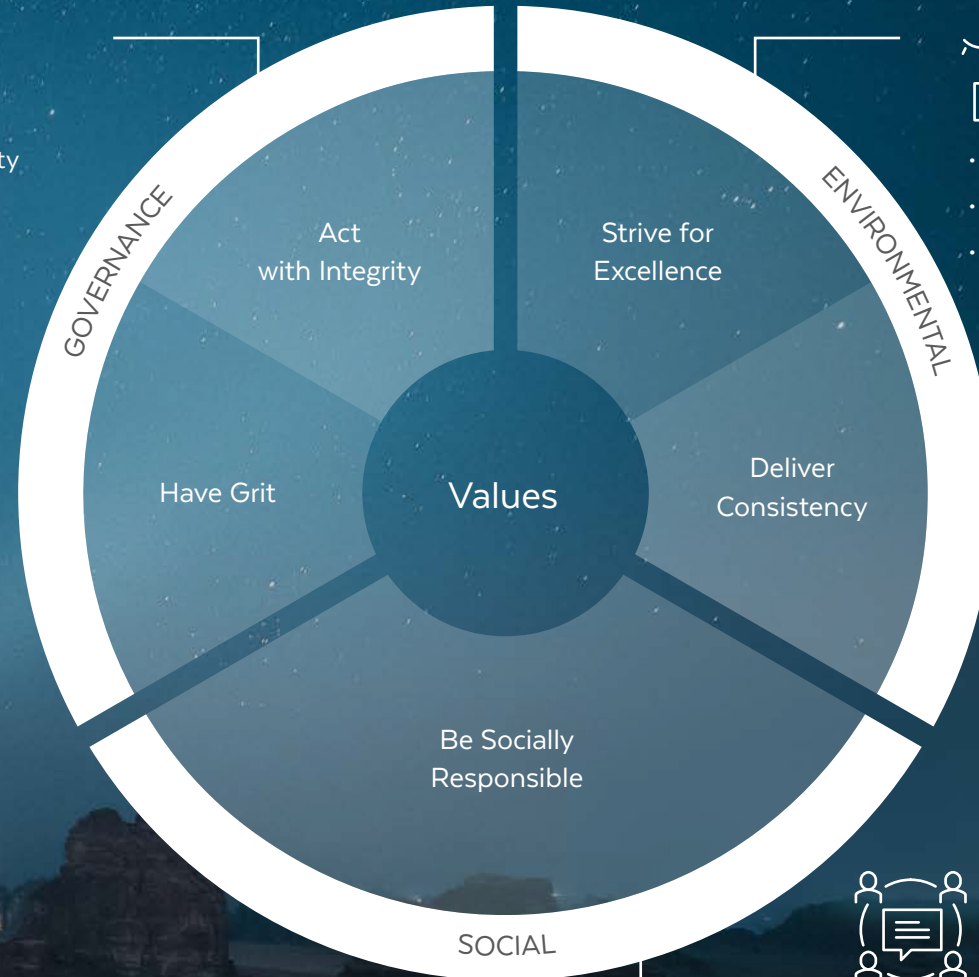 GOVERNANCE
ENVIRONMENTAL
Act
with Integrity
Strive for
Excellence
Have Grit
Values
Deliver
Consistency
Be Socially
Responsible
SOCIAL